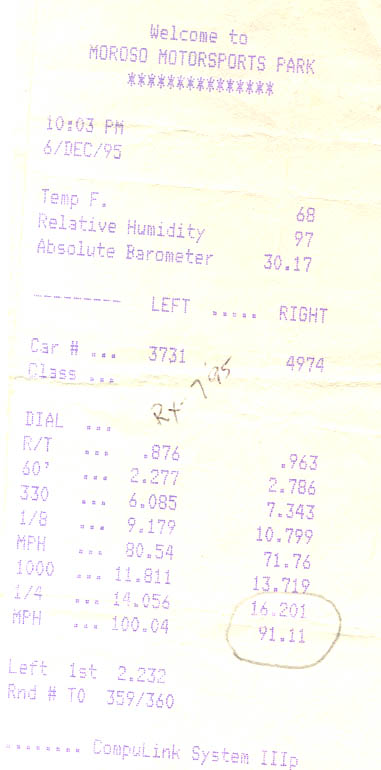 Welcome to
MOROSO MOTORSPORTS PARK
***************
10:03 PM
6/DEC/95
Temp F. 68
Relative Humidity 97
Absolute Barometer 30.17
--------- LEFT ..... RIGHT
Car # ... 3731 4974
Class ...
Rt 7 '95
DIAL ...
R/T ... .876 .963
60' ... 2.277 2.786
330 ... 6.085 7.343
1/8 ... 9.179 10.799
MPH ... 80.54 71.76
1000 ... 11.811 13.719
1/4 ... 14.056 16.201
MPH ... 100.04 91.11
Left 1st 2.232
Rnd # TO 359/360
........ CompuLink System IIIp